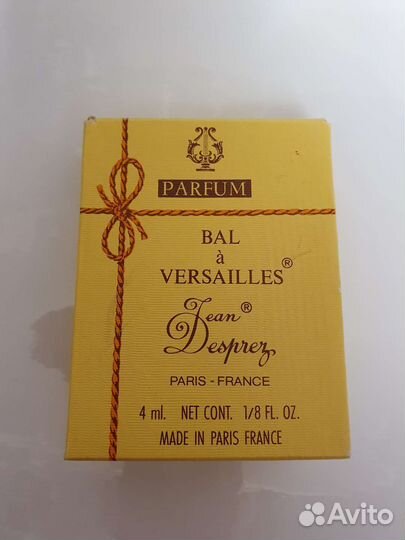 PARFUM
BAL
à
VERSAILLES®
Jean®
Desprez
PARIS - FRANCE
4 ml. NET CONT. 1/8 FL. OZ.
MADE IN PARIS FRANCE
Avito